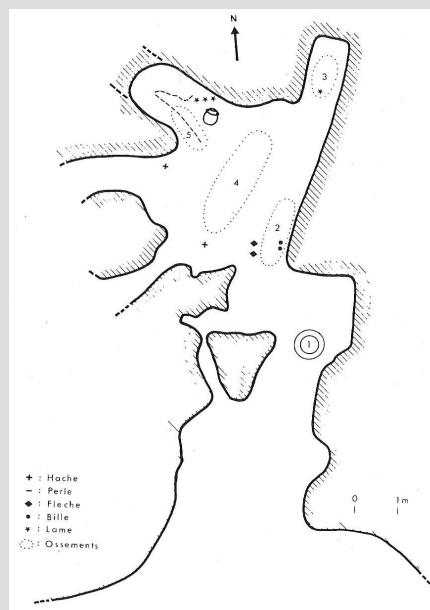 N
3
5
4
2
1
+ : Hache
– : Perle
◆ : Fleche
● : Bille
★ : Lame
: Ossements
0 1m